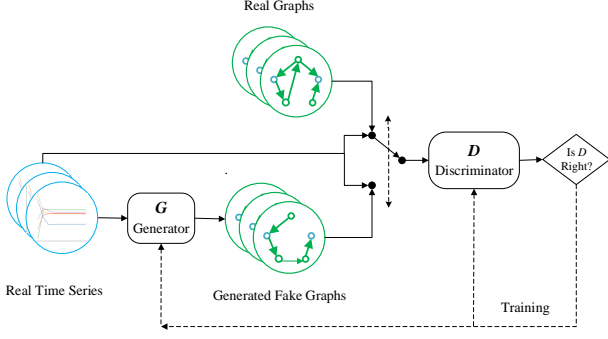 Real Graphs
D
Discriminator
Is D
Right?
G
Generator
Real Time Series
Generated Fake Graphs
Training